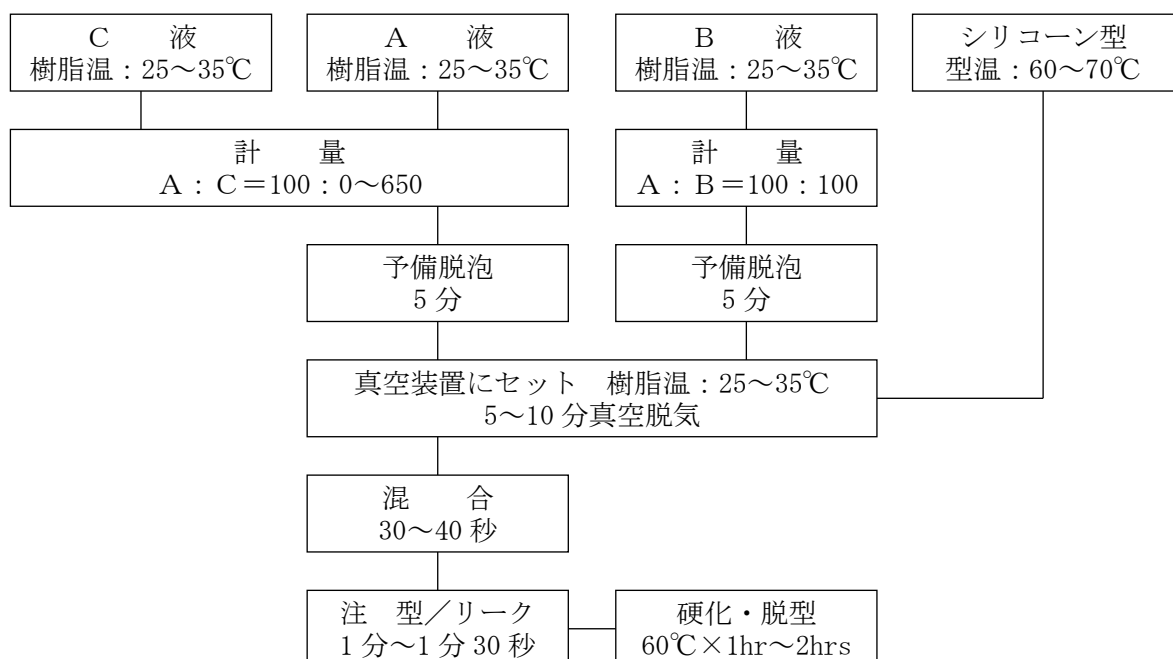 C 液
樹脂温：25～35℃
A 液
樹脂温：25～35℃
B 液
樹脂温：25～35℃
シリコーン型
型温：60～70℃
計 量
A：C＝100：0～650
計 量
A：B＝100：100
予備脱泡
5分
予備脱泡
5分
真空装置にセット 樹脂温：25～35℃
5～10分真空脱気
混 合
30～40秒
注 型／リーク
1分～1分30秒
硬化・脱型
60℃×1hr～2hrs